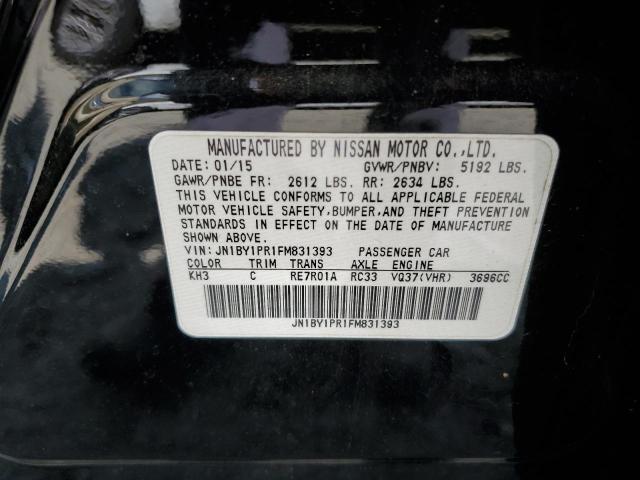 MANUFACTURED BY NISSAN MOTOR CO.,LTD.
DATE: 01/15 GVWR/PNBV: 5192 LBS.
GAWR/PNBE FR: 2612 LBS. RR: 2634 LBS.
THIS VEHICLE CONFORMS TO ALL APPLICABLE FEDERAL
MOTOR VEHICLE SAFETY,BUMPER,AND THEFT PREVENTION
STANDARDS IN EFFECT ON THE DATE OF MANUFACTURE
SHOWN ABOVE.
VIN: JN1BY1PR1FM831393 PASSENGER CAR
COLOR TRIM TRANS AXLE ENGINE
KH3 C RE7R01A RC33 VQ37(VHR) 3696CC
JN1BY1PR1FM831393